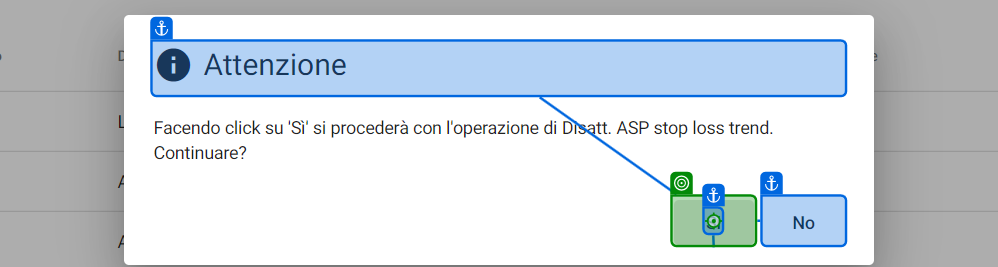 Attenzione
Facendo click su 'Sì' si procederà con l'operazione di Disatt. ASP stop loss trend.
Continuare?
No